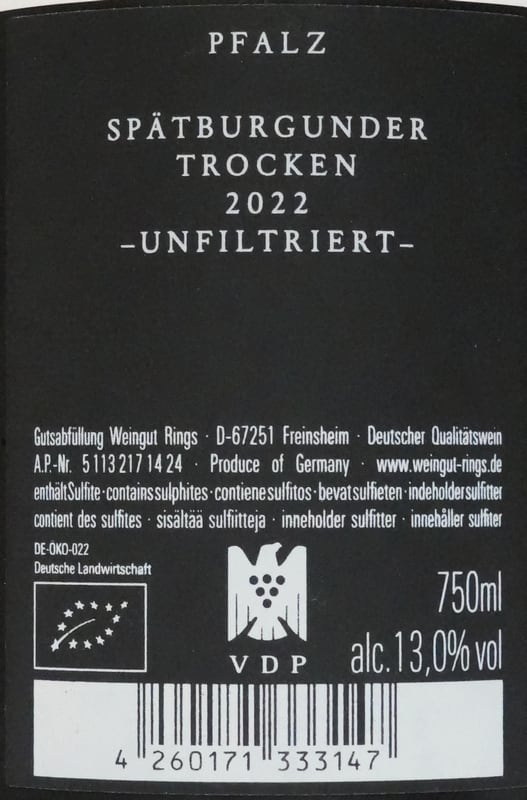 PFALZ
SPÄTBURGUNDER
TROCKEN
2022
–UNFILTRIERT–
Gutsabfüllung Weingut Rings · D-67251 Freinsheim · Deutscher Qualitätswein
A.P.-Nr. 5 113 217 14 24 · Produce of Germany · www.weingut-rings.de
enthält Sulfite · contains sulphites · contiene sulfitos · bevat sulfieten · indeholder sulfitter
contient des sulfites · sisältää sulfiitteja · inneholder sulfitter · innehåller sulfiter
DE-ÖKO-022
Deutsche Landwirtschaft
750ml
VDP
alc. 13,0% vol
4 260171 333147